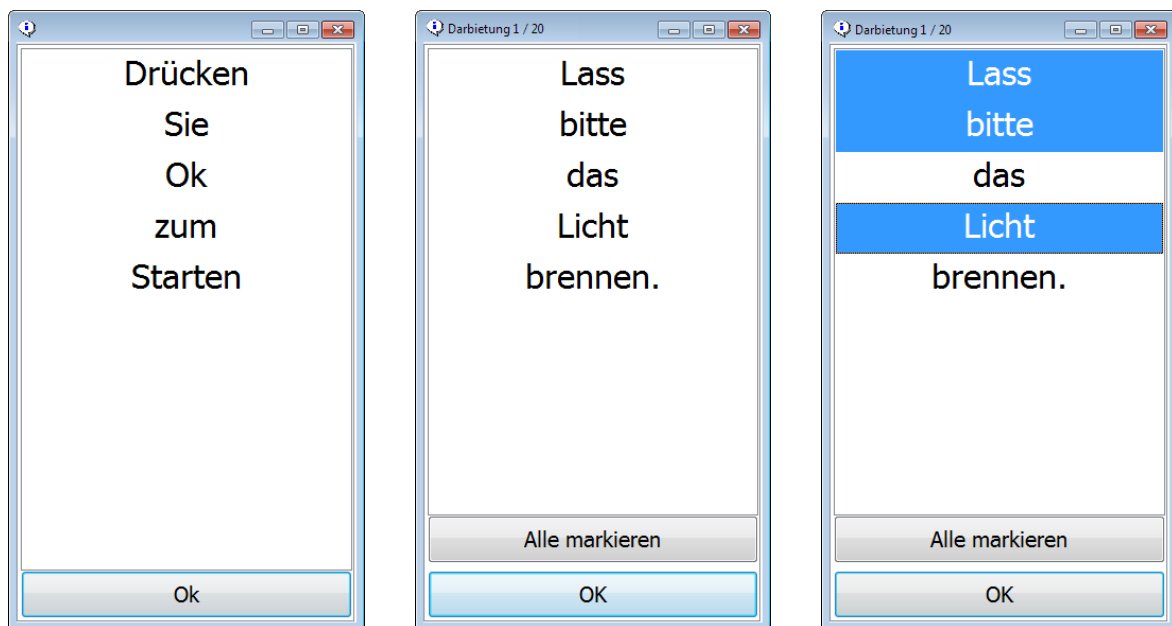 Drücken
Sie
Ok
zum
Starten
Ok
Darbietung 1 / 20
Lass
bitte
das
Licht
brennen.
Alle markieren
OK
Darbietung 1 / 20
Lass
bitte
das
Licht
brennen.
Alle markieren
OK